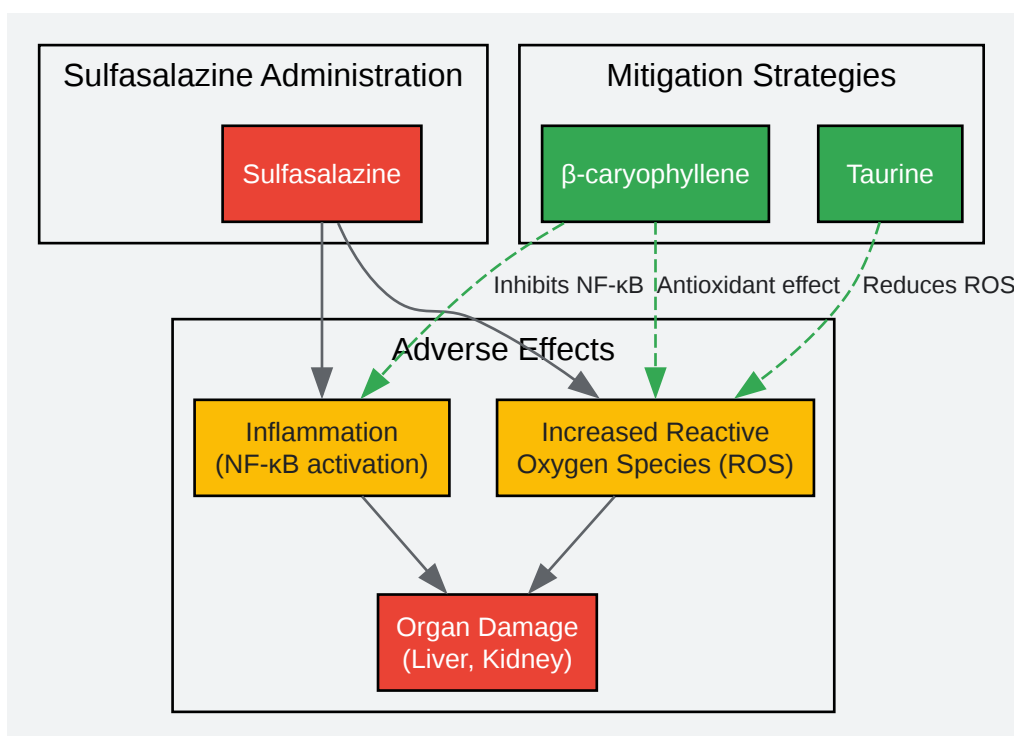 Sulfasalazine Administration
Mitigation Strategies
Sulfasalazine
β-caryophyllene
Taurine
Inhibits NF-κB
Antioxidant effect
Reduces ROS
Adverse Effects
Inflammation
(NF-κB activation)
Increased Reactive
Oxygen Species (ROS)
Organ Damage
(Liver, Kidney)